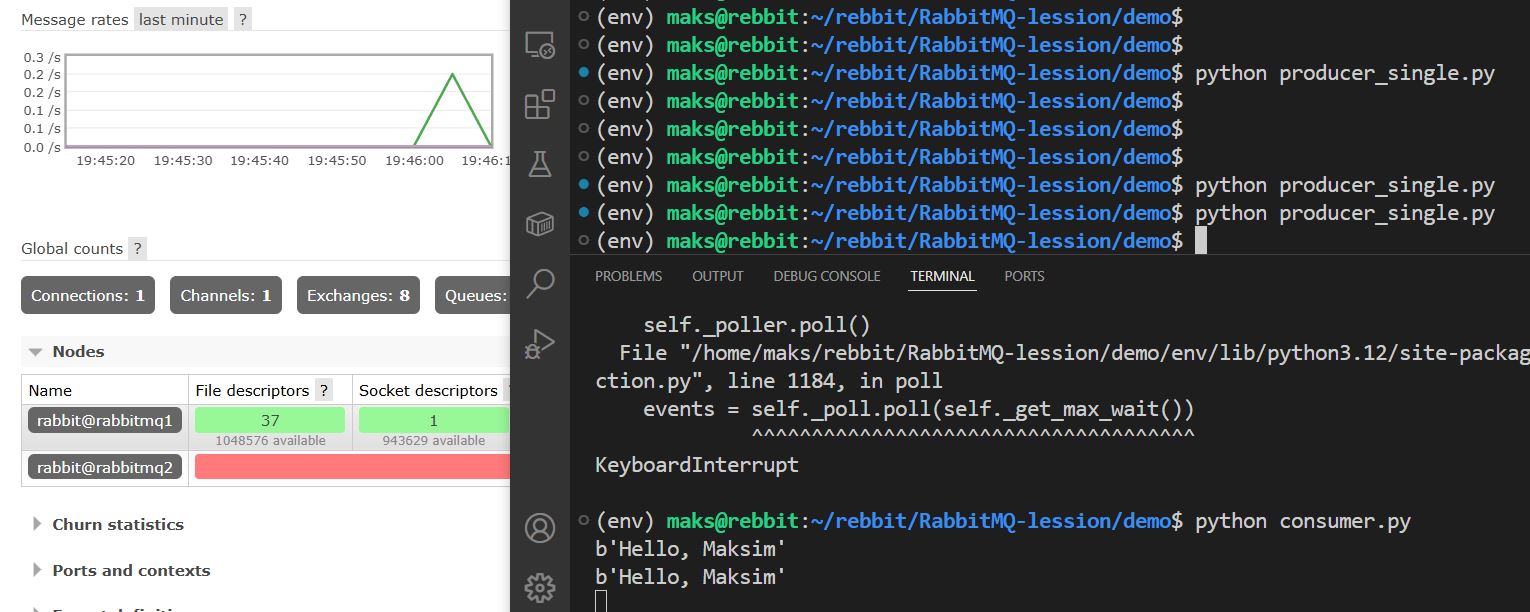 Message rates last minute ?
0.3 /s
0.2 /s
0.2 /s
0.1 /s
0.1 /s
0.0 /s
19:45:20 19:45:30 19:45:40 19:45:50 19:46:00 19:46:1
Global counts ?
Connections: 1 Channels: 1 Exchanges: 8 Queues:
Nodes
Name File descriptors ? Socket descriptors
rabbit@rabbitmq1 37 1
1048576 available 943629 available
rabbit@rabbitmq2
Churn statistics
Ports and contexts
(env) maks@rebbit:~/rebbit/RabbitMQ-lession/demo$
(env) maks@rebbit:~/rebbit/RabbitMQ-lession/demo$
(env) maks@rebbit:~/rebbit/RabbitMQ-lession/demo$ python producer_single.py
(env) maks@rebbit:~/rebbit/RabbitMQ-lession/demo$
(env) maks@rebbit:~/rebbit/RabbitMQ-lession/demo$
(env) maks@rebbit:~/rebbit/RabbitMQ-lession/demo$
(env) maks@rebbit:~/rebbit/RabbitMQ-lession/demo$ python producer_single.py
(env) maks@rebbit:~/rebbit/RabbitMQ-lession/demo$ python producer_single.py
(env) maks@rebbit:~/rebbit/RabbitMQ-lession/demo$
PROBLEMS OUTPUT DEBUG CONSOLE TERMINAL PORTS
self._poller.poll()
File "/home/maks/rebbit/RabbitMQ-lession/demo/env/lib/python3.12/site-packag
ction.py", line 1184, in poll
events = self._poll.poll(self._get_max_wait())
^^^^^^^^^^^^^^^^^^^^^^^^^^^^^^^^^^^^^
KeyboardInterrupt
(env) maks@rebbit:~/rebbit/RabbitMQ-lession/demo$ python consumer.py
b'Hello, Maksim'
b'Hello, Maksim'